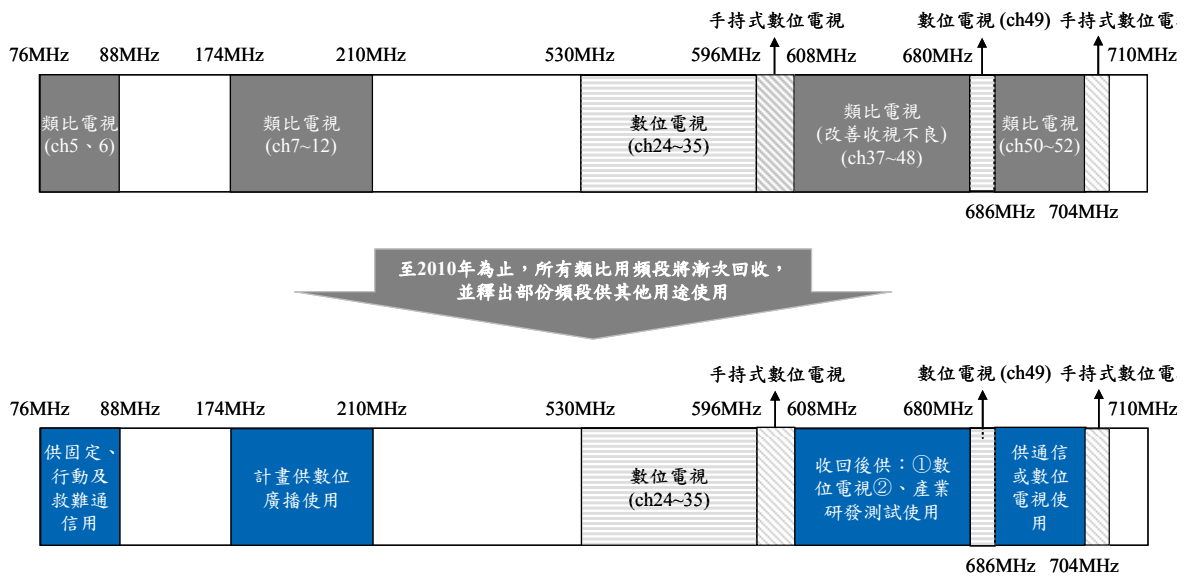 手持式數位電視
數位電視 (ch49)
手持式數位電
76MHz
88MHz
174MHz
210MHz
530MHz
596MHz
608MHz
680MHz
710MHz
類比電視
(ch5、6)
類比電視
(ch7~12)
數位電視
(ch24~35)
類比電視
(改善收視不良)
(ch37~48)
類比電視
(ch50~52)
686MHz
704MHz
至2010年為止，所有類比用頻段將漸次回收，
並釋出部份頻段供其他用途使用
手持式數位電視
數位電視 (ch49)
手持式數位電
76MHz
88MHz
174MHz
210MHz
530MHz
596MHz
608MHz
680MHz
710MHz
供固定、
行動及
救難通
信用
計畫供數位
廣播使用
數位電視
(ch24~35)
收回後供：①數
位電視②、產業
研發測試使用
供通信
或數位
電視使
用
686MHz
704MHz